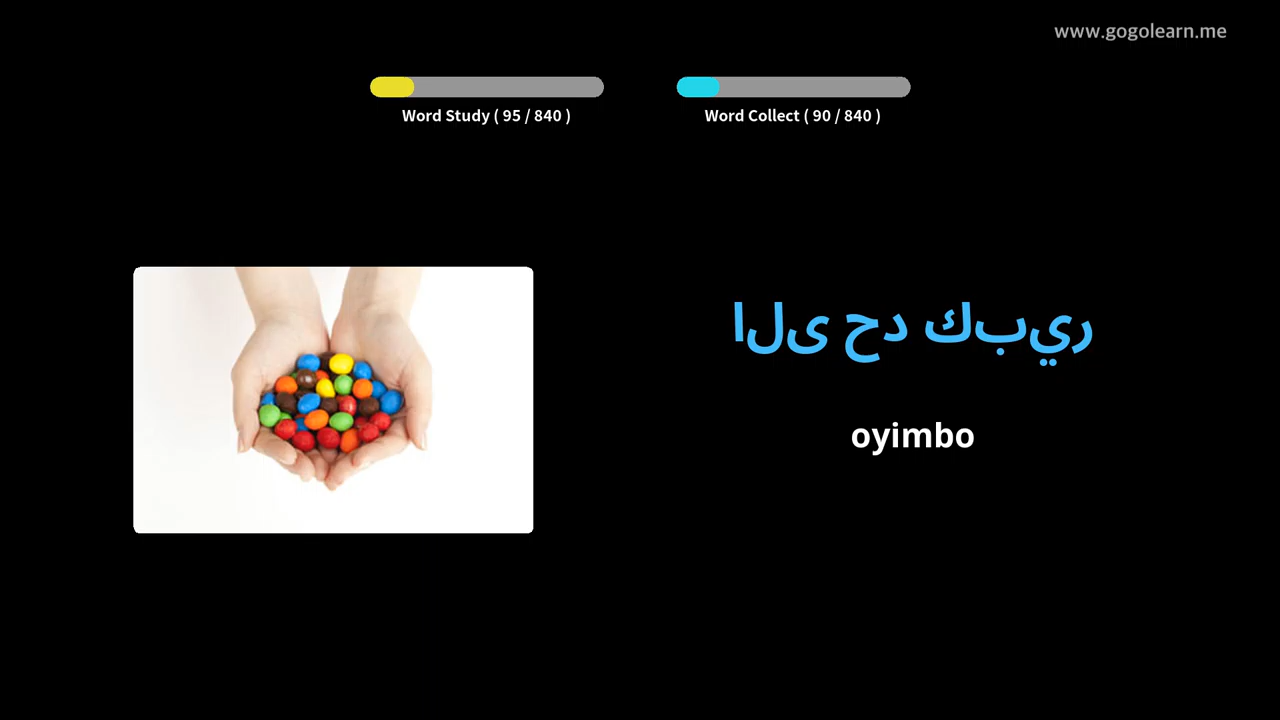 www.gogolearn.me
Word Study ( 95 / 840 )
Word Collect ( 90 / 840 )
الى حد كبير
oyimbo